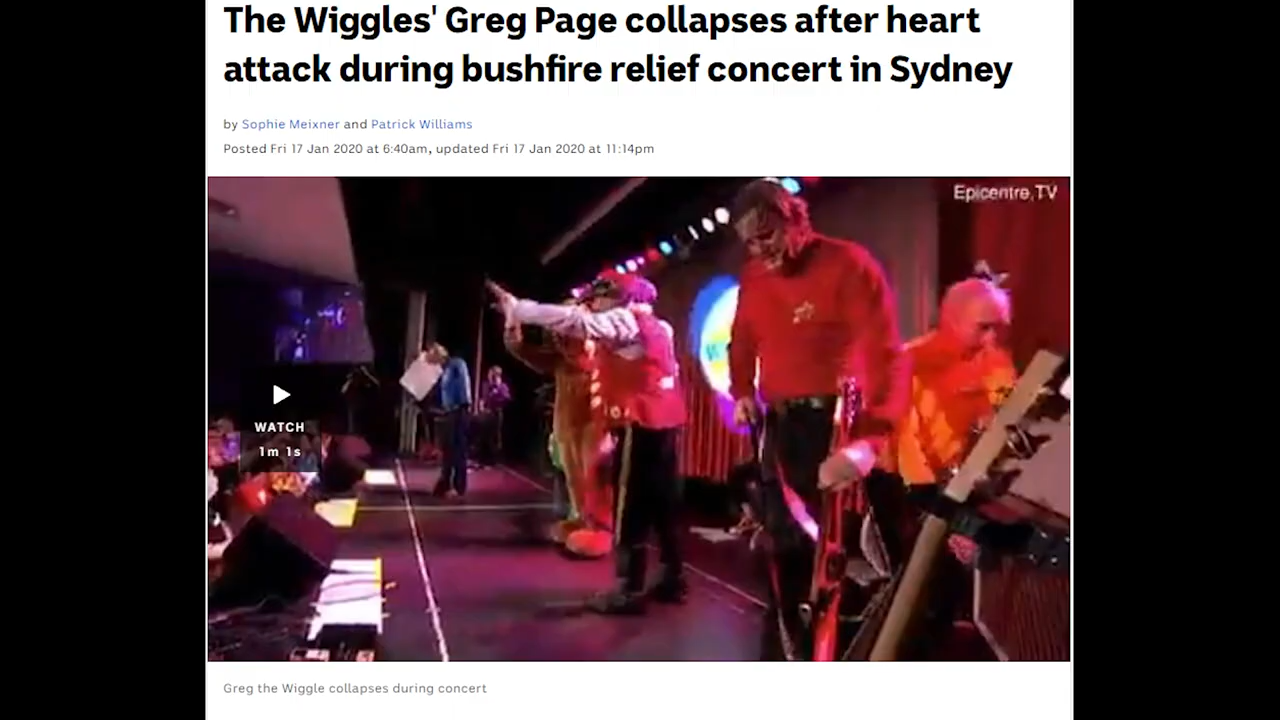 The Wiggles' Greg Page collapses after heart
attack during bushfire relief concert in Sydney
by Sophie Meixner and Patrick Williams
Posted Fri 17 Jan 2020 at 6:40am, updated Fri 17 Jan 2020 at 11:14pm
Epicentre.TV
WATCH
1m 1s
Greg the Wiggle collapses during concert